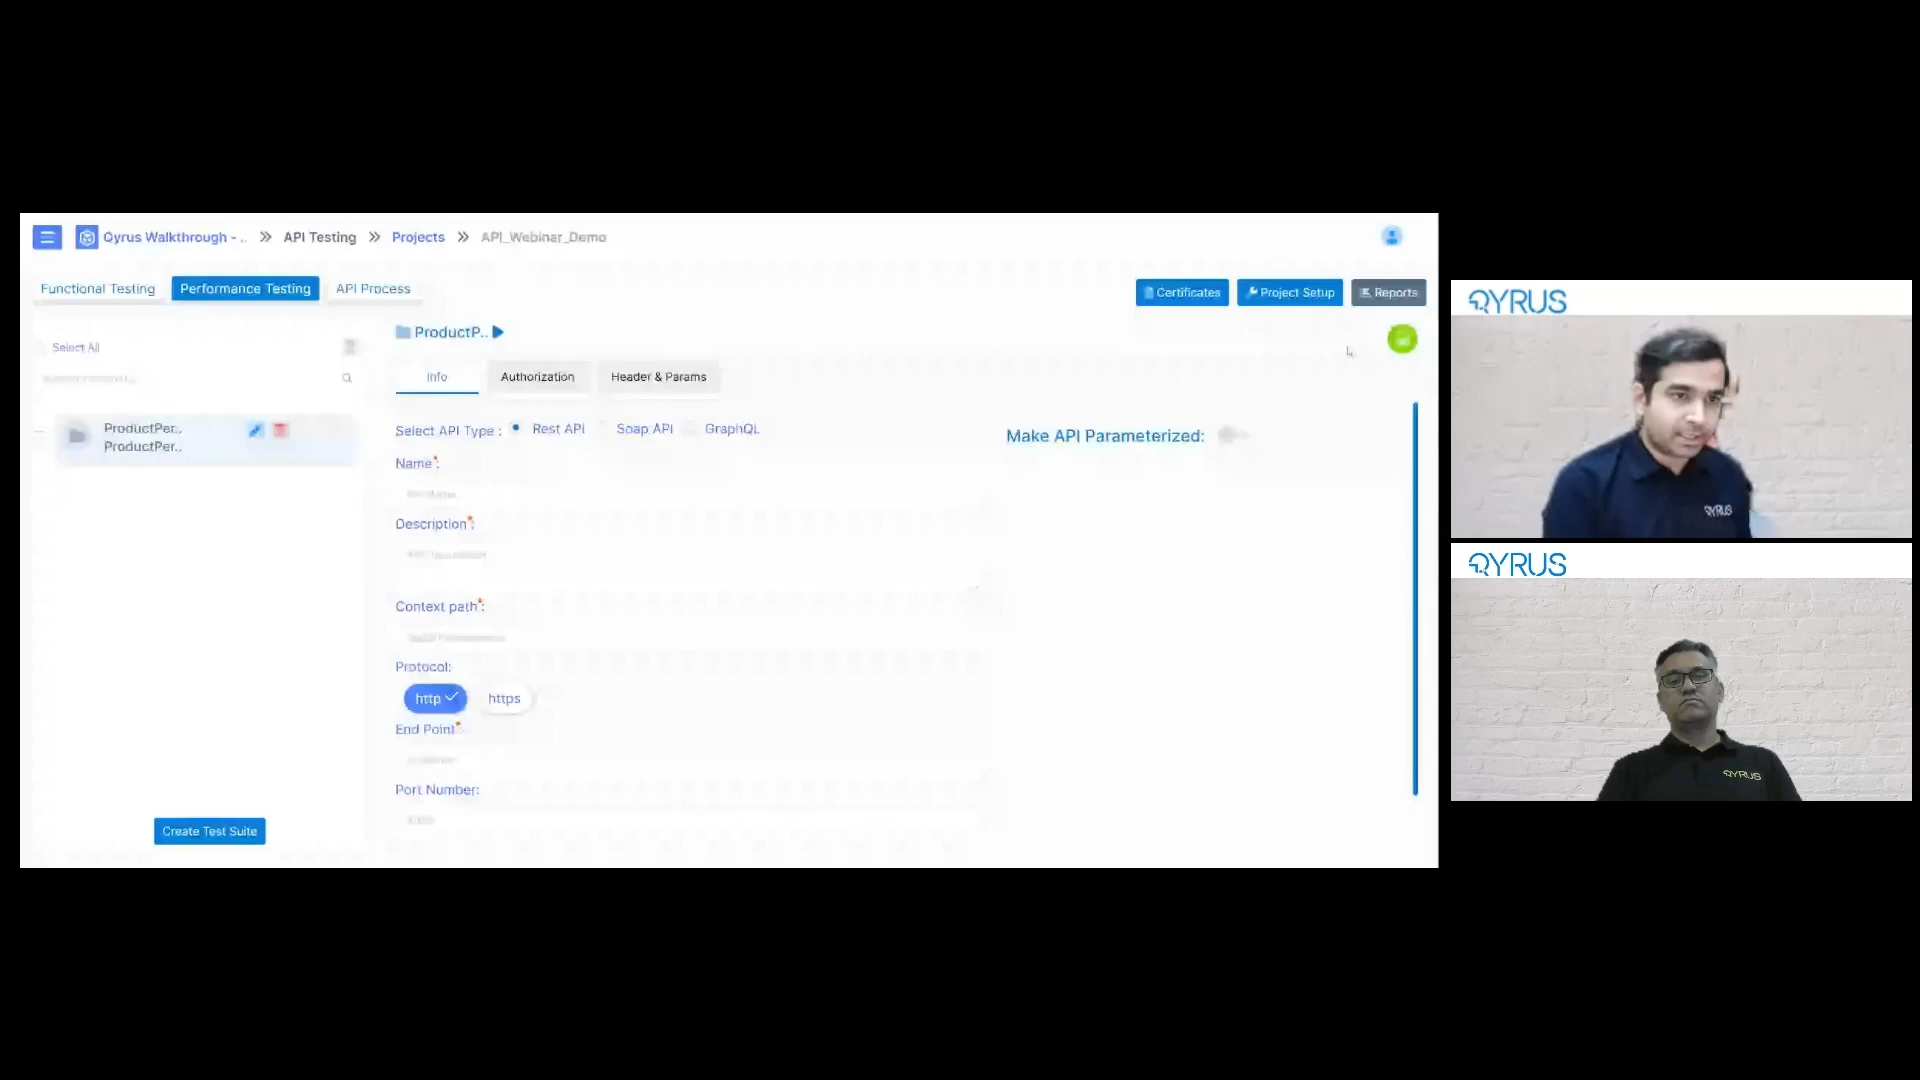 Qyrus Walkthrough - .. » API Testing » Projects » API_Webinar_Demo
Functional Testing Performance Testing API Process
Certificates Project Setup Reports
Select All
ProductPer..
ProductPer..
Create Test Suite
ProductP..
Info Authorization Header & Params
Select API Type : Rest API Soap API GraphQL
Make API Parameterized:
Name*:
Description*:
Context path*:
Protocol:
http https
End Point*:
Port Number:
QYRUS
QYRUS
QYRUS
QYRUS